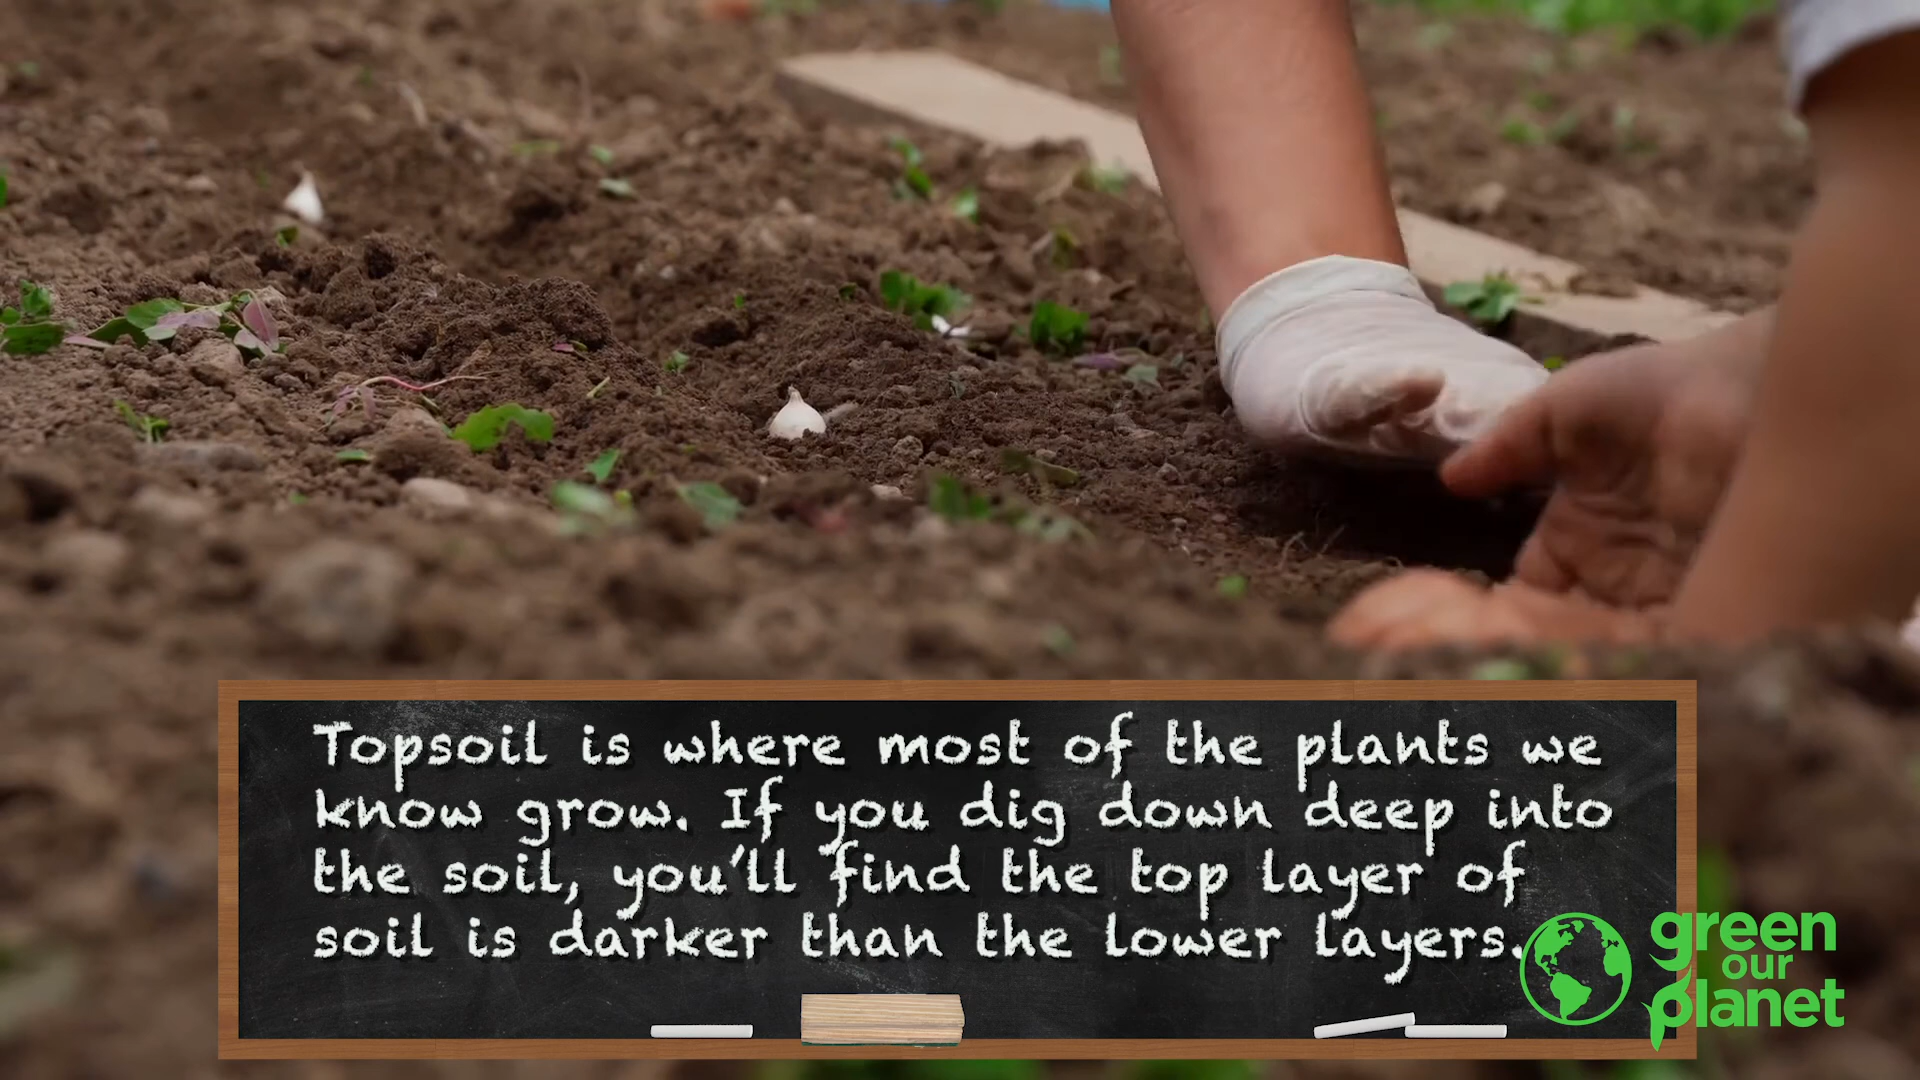 Topsoil is where most of the plants we
know grow. If you dig down deep into
the soil, you'll find the top layer of
soil is darker than the lower layers.
green
our
planet